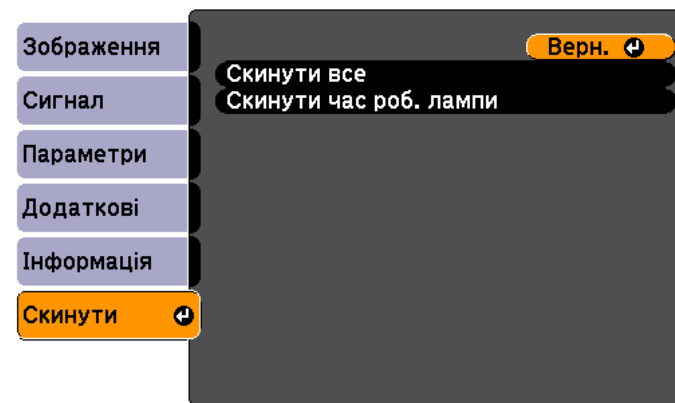 Зображення
Сигнал
Параметри
Додаткові
Інформація
Скинути
Верн.
Скинути все
Скинути час роб. лампи